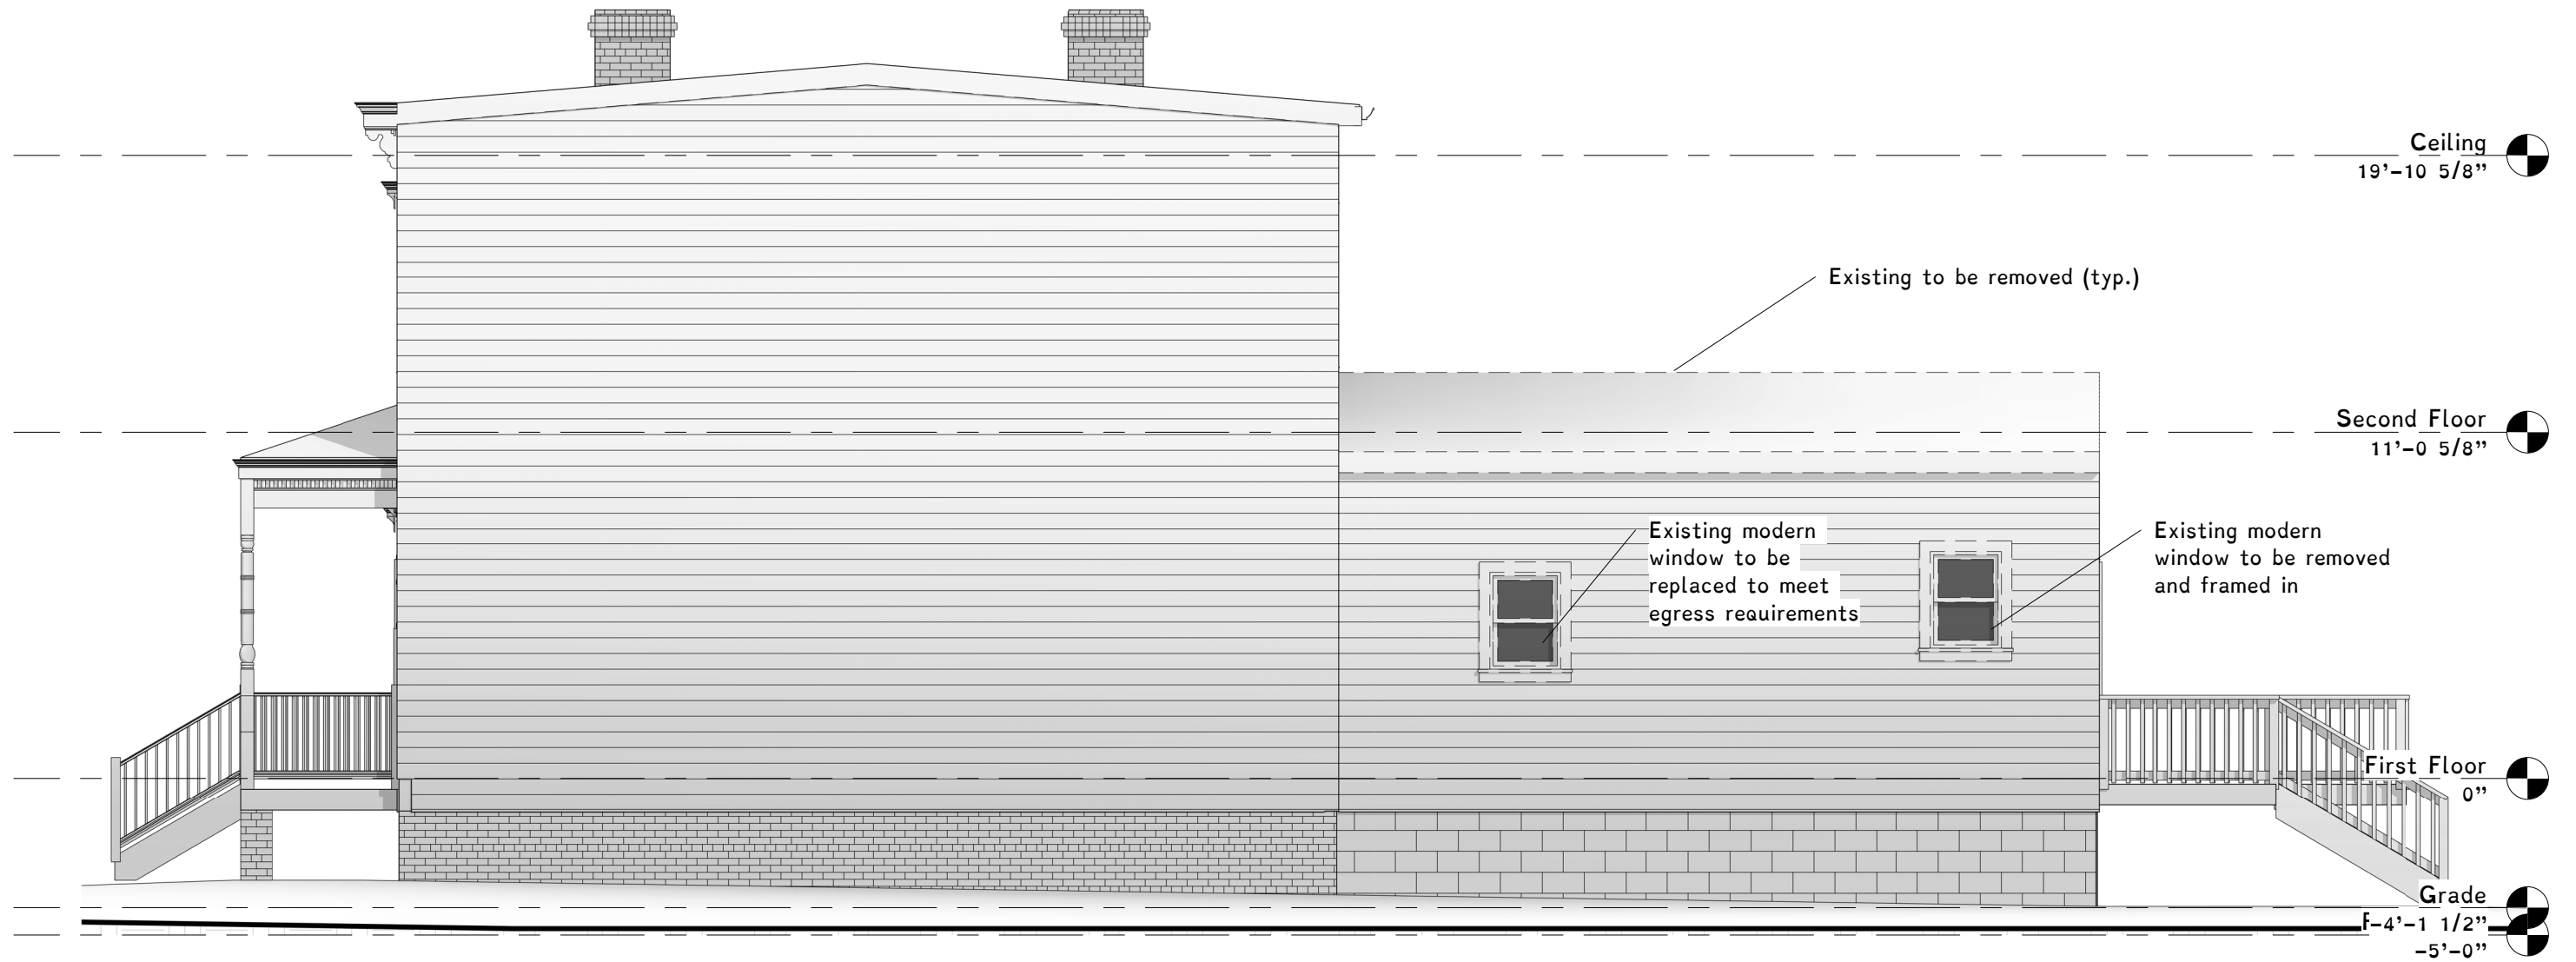 Ceiling
19’-10 5/8”
Existing to be removed (typ.)
Second Floor
11’-0 5/8”
Existing modern
window to be
replaced to meet
egress requirements
Existing modern
window to be removed
and framed in
First Floor
0”
Grade
-4’-1 1/2”
-5’-0”